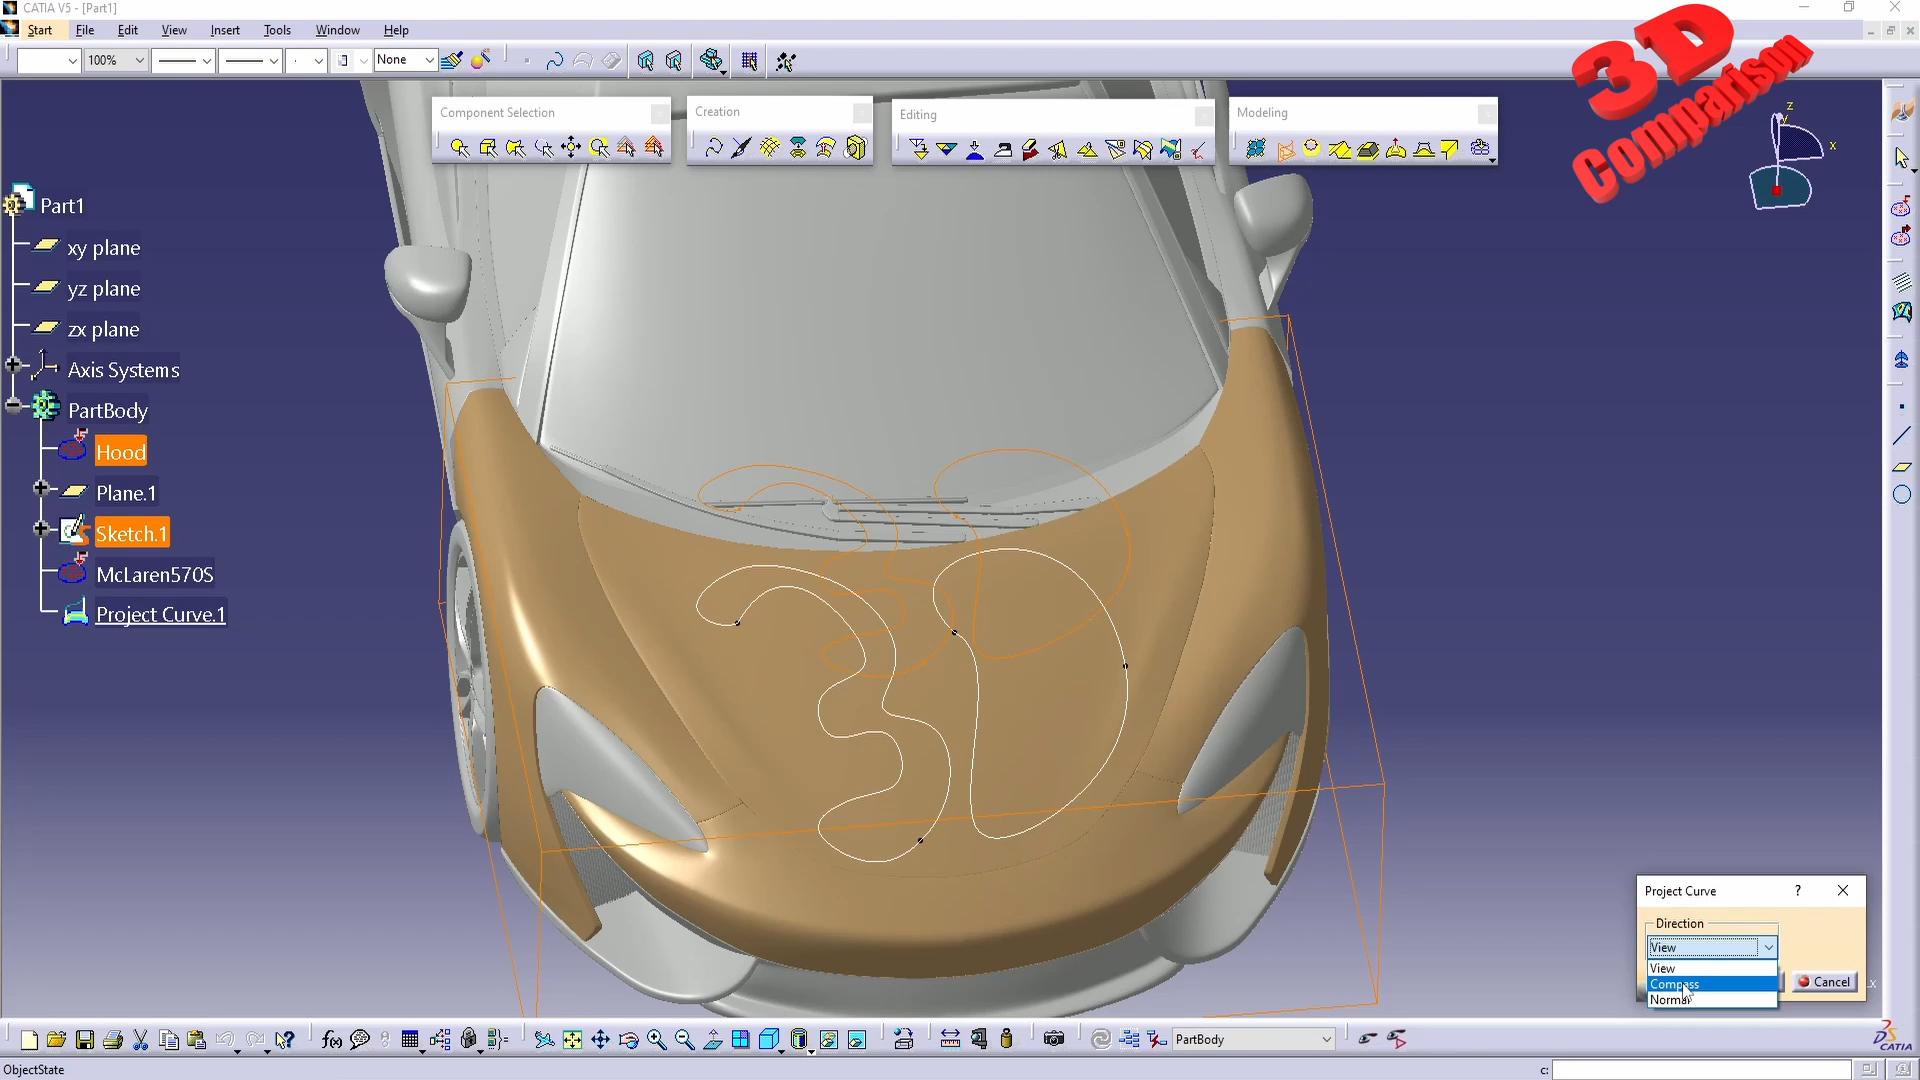 CATIA V5 - [Part1]
Start File Edit View Insert Tools Window Help
100% None
3D
Comparison
Component Selection
Creation
Editing
Modeling
z
y
x
Part1
xy plane
yz plane
zx plane
Axis Systems
PartBody
Hood
Plane.1
Sketch.1
McLaren570S
Project Curve.1
Project Curve ?
Direction
View
View
Compass
Normal
Cancel
x
f(x)
PartBody
CATIA
ObjectState
c: